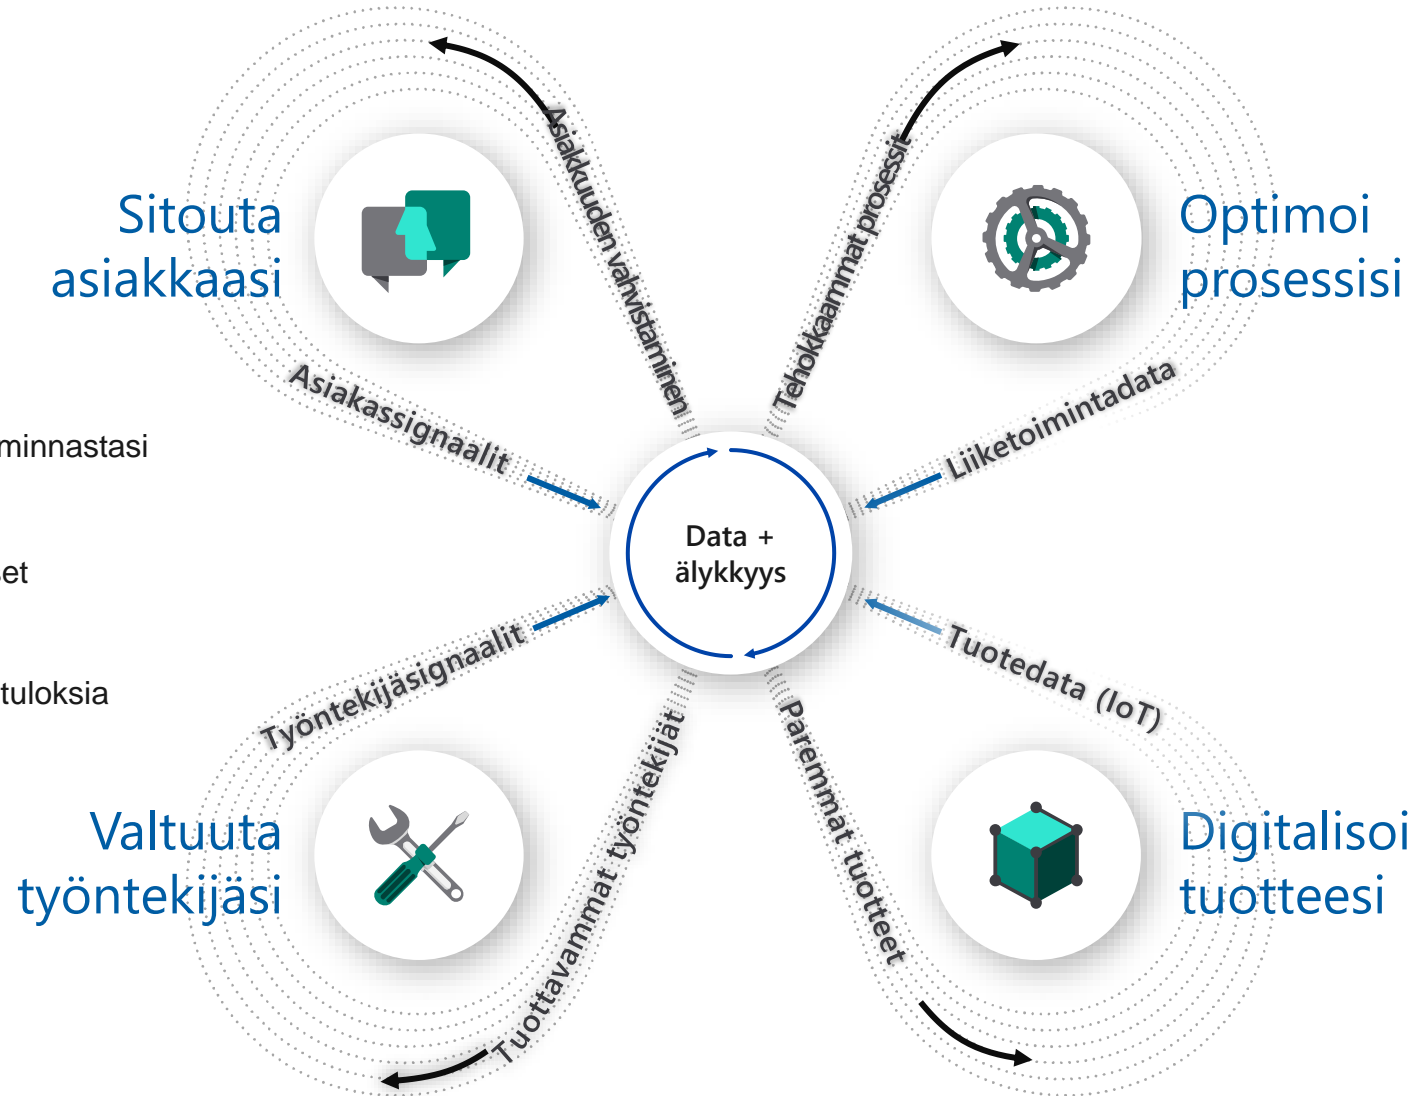 Asiakkuuden vahvistaminen
Tehokkaammat prosessit
Sitouta
asiakkaasi
Optimoi
prosessisi
Asiakassignaalit
Liiketoimintadata
minnastasi
Data +
älykkyys
set
Työntekijäsignaalit
Tuotedata (IoT)
tuloksia
Tuottavammat työntekijät
Paremmat tuotteet
Valtuuta
työntekijäsi
Digitalisoi
tuotteesi